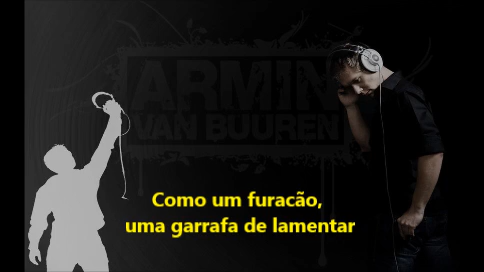 ARMIN
VAN BUUREN
Como um furacão,
uma garrafa de lamentar